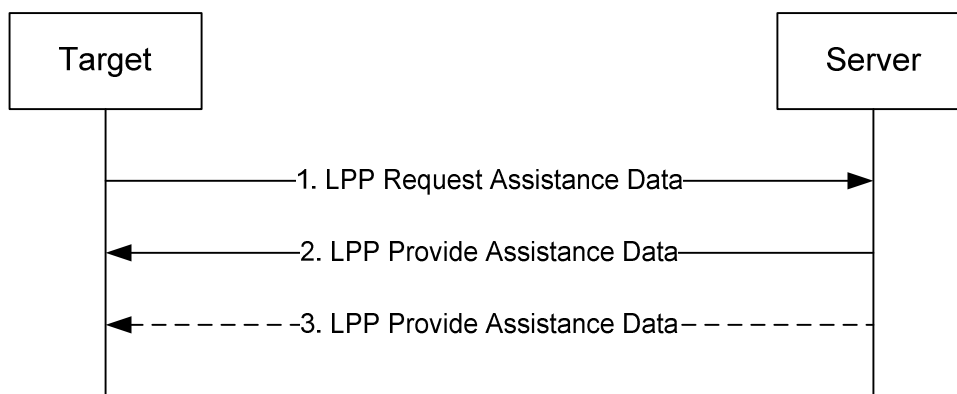 Target
Server
1. LPP Request Assistance Data
2. LPP Provide Assistance Data
3. LPP Provide Assistance Data